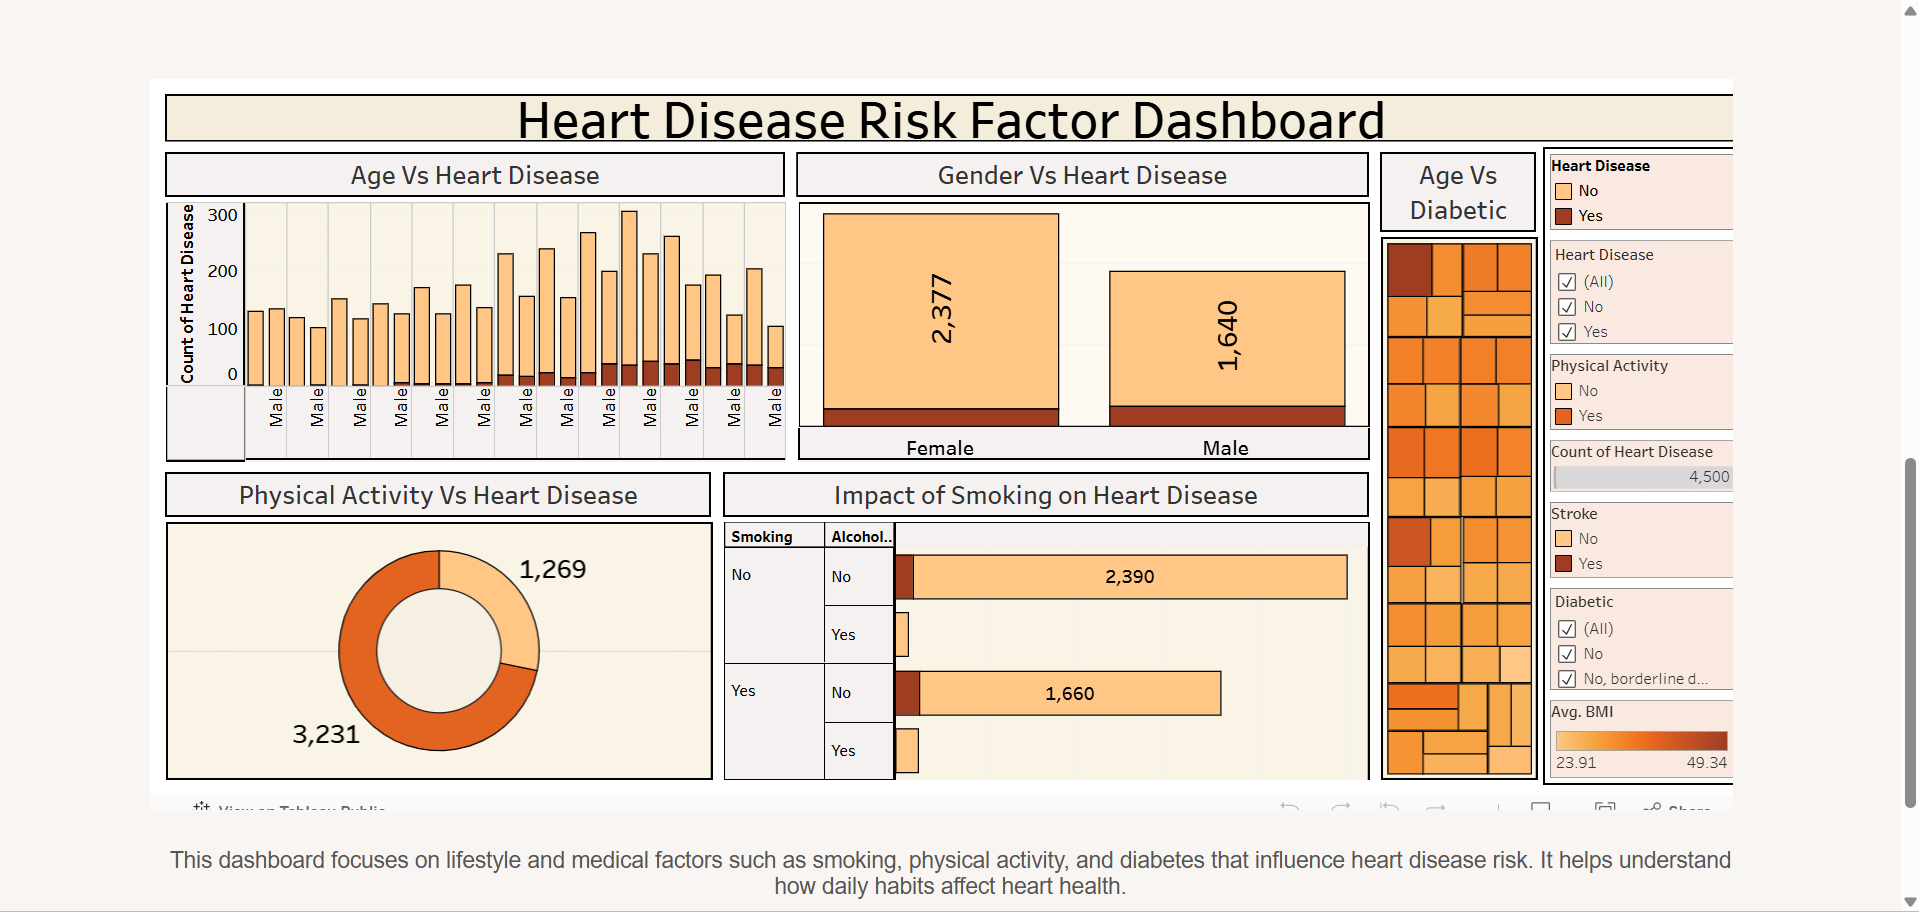 Heart Disease Risk Factor Dashboard
Age Vs Heart Disease
Count of Heart Disease
300
200
100
0
Male
Male
Male
Male
Male
Male
Male
Male
Male
Male
Male
Male
Male
Gender Vs Heart Disease
2,377
1,640
Female
Male
Age Vs
Diabetic
Physical Activity Vs Heart Disease
1,269
3,231
Impact of Smoking on Heart Disease
Smoking
Alcohol..
No
No
2,390
Yes
Yes
No
1,660
Yes
Heart Disease
No
Yes
Heart Disease
(All)
No
Yes
Physical Activity
No
Yes
Count of Heart Disease
4,500
Stroke
No
Yes
Diabetic
(All)
No
No, borderline d...
Avg. BMI
23.91
49.34
View on Tableau Public
Share
This dashboard focuses on lifestyle and medical factors such as smoking, physical activity, and diabetes that influence heart disease risk. It helps understand
how daily habits affect heart health.